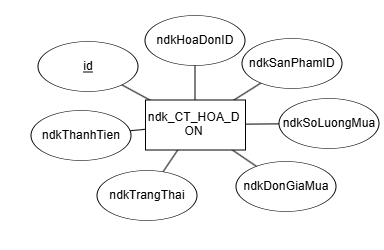 ndkHoaDonID
id
ndkSanPhamID
ndk_CT_HOA_D
ON
ndkSoLuongMua
ndkThanhTien
ndkTrangThai
ndkDonGiaMua